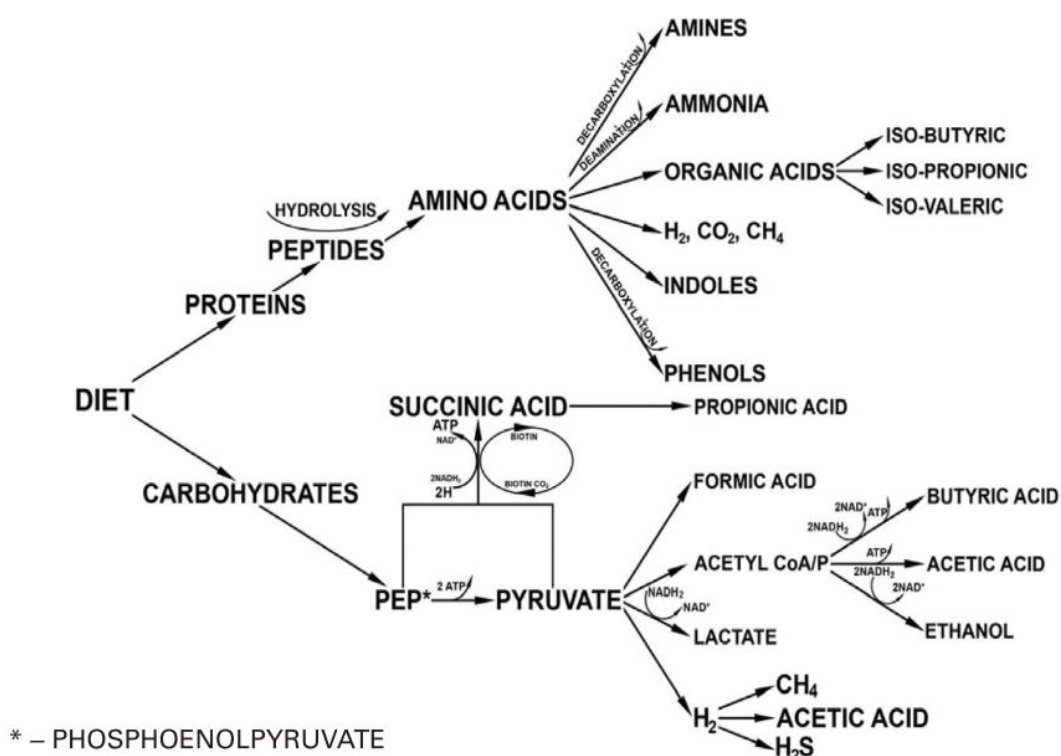 AMINES
DECARBOXYLATION
AMMONIA
DEAMINATION
ORGANIC ACIDS
ISO-BUTYRIC
ISO-PROPIONIC
ISO-VALERIC
AMINO ACIDS
HYDROLYSIS
PEPTIDES
H₂, CO₂, CH₄
INDOLES
DECARBOXYLATION
PROTEINS
PHENOLS
DIET
SUCCINIC ACID
PROPIONIC ACID
ATP
NAD⁺
BIOTIN
2NADH₂
2H
BIOTIN CO₂
CARBOHYDRATES
FORMIC ACID
BUTYRIC ACID
2NAD⁺
ATP
2NADH₂
ACETYL CoA/P
ATP
ACETIC ACID
2NADH₂
2NAD⁺
PEP*
2 ATP
PYRUVATE
NADH₂
NAD⁺
LACTATE
ETHANOL
CH₄
H₂
ACETIC ACID
H₂S
* – PHOSPHOENOLPYRUVATE